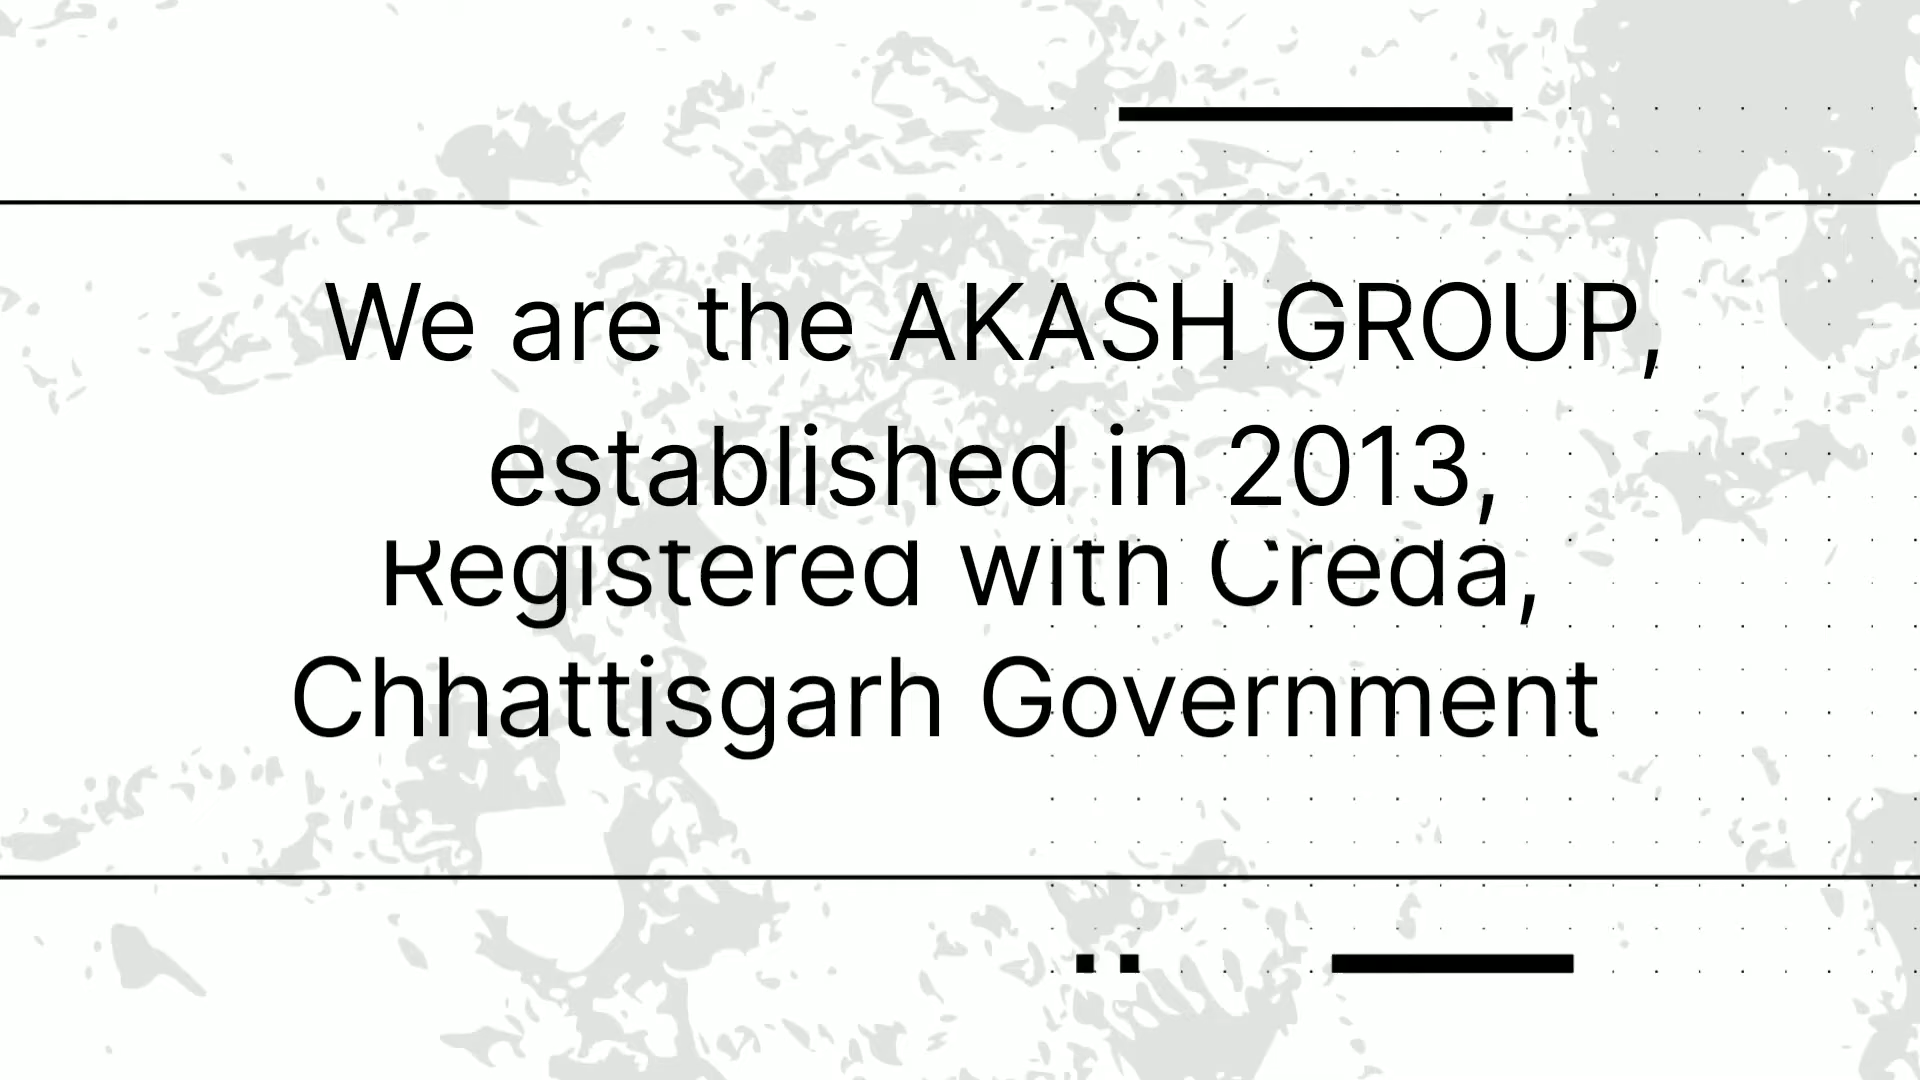 We are the AKASH GROUP,
established in 2013,
Registered with Creda,
Chhattisgarh Government